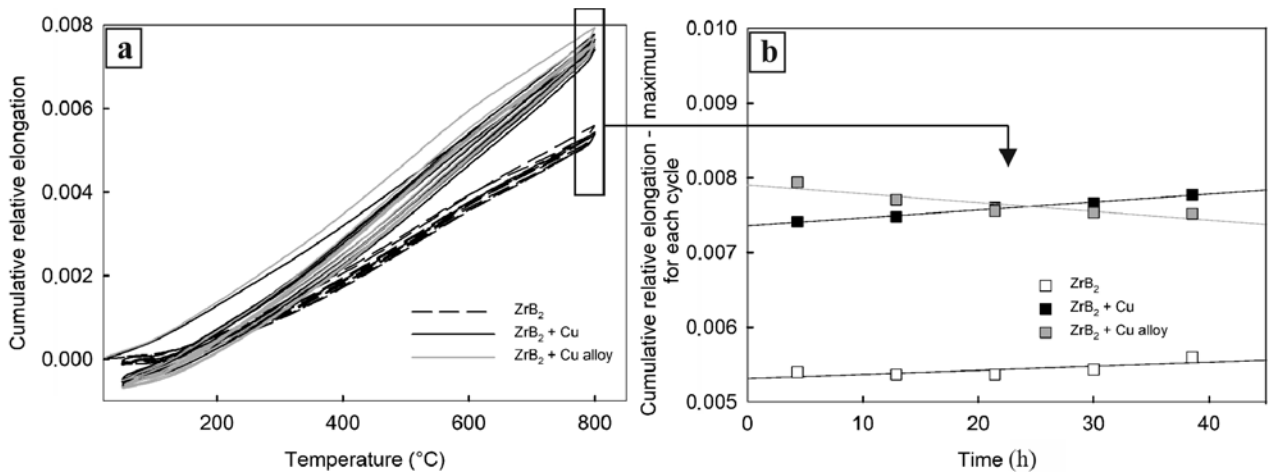 a
0.008
0.006
0.004
0.002
0.000
Cumulative relative elongation
200
400
600
800
Temperature (°C)
ZrB₂
ZrB₂ + Cu
ZrB₂ + Cu alloy
b
0.010
0.009
0.008
0.007
0.006
0.005
Cumulative relative elongation - maximum
for each cycle
0
10
20
30
40
Time (h)
ZrB₂
ZrB₂ + Cu
ZrB₂ + Cu alloy